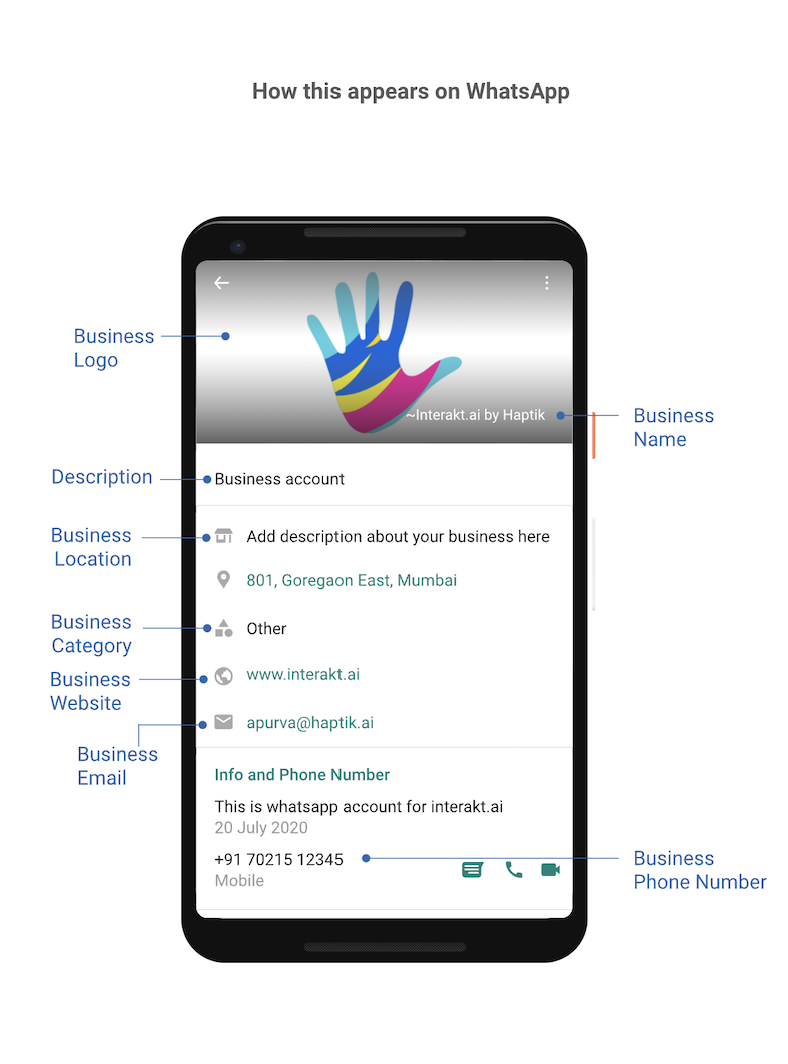 How this appears on WhatsApp
Business
Logo
~Interakt.ai by Haptik
Business
Name
Description
Business account
Business
Location
Add description about your business here
801, Goregaon East, Mumbai
Business
Category
Other
Business
Website
www.interakt.ai
apurva@haptik.ai
Business
Email
Info and Phone Number
This is whatsapp account for interakt.ai
20 July 2020
+91 70215 12345
Mobile
Business
Phone Number